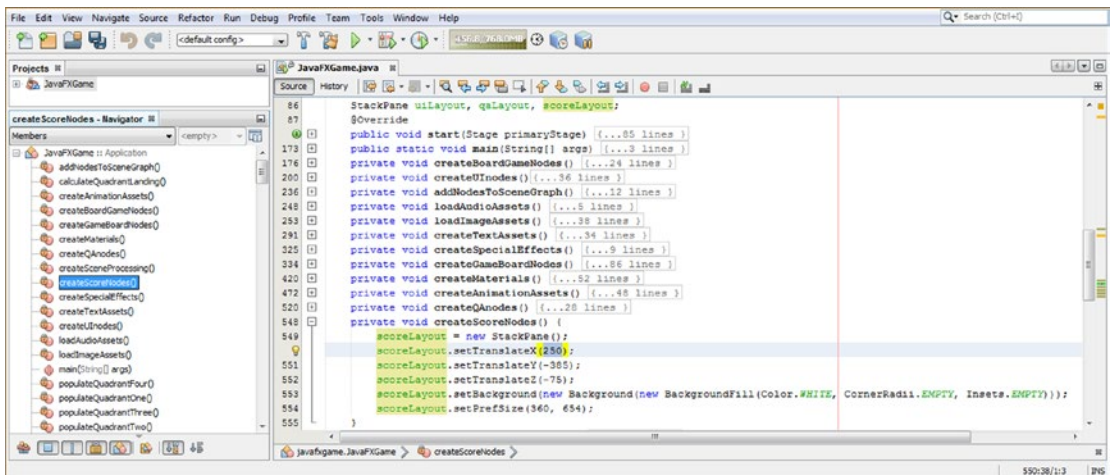 File Edit View Navigate Source Refactor Run Debug Profile Team Tools Window Help
Search (Ctrl+I)
<default config>
Projects
JavaFXGame
createScoreNodes - Navigator
Members
<empty>
JavaFXGame :: Application
addNodesToSceneGraph()
calculateQuadrantLanding()
createAnimationAssets()
createBoardGameNodes()
createGameBoardNodes()
createMaterials()
createQAnodes()
createSceneProcessing()
createScoreNodes()
createSpecialEffects()
createTextAssets()
createUInodes()
loadAudioAssets()
loadImageAssets()
main(String[] args)
populateQuadrantFour()
populateQuadrantOne()
populateQuadrantThree()
populateQuadrantTwo()
JavaFXGame.java
Source History
86 StackPane uiLayout, qaLayout, scoreLayout;
87 @Override
public void start(Stage primaryStage) {...85 lines }
173 public static void main(String[] args) {...3 lines }
176 private void createBoardGameNodes() {...24 lines }
200 private void createUInodes() {...36 lines }
236 private void addNodesToSceneGraph() {...12 lines }
248 private void loadAudioAssets() {...5 lines }
253 private void loadImageAssets() {...38 lines }
291 private void createTextAssets() {...34 lines }
325 private void createSpecialEffects() {...9 lines }
334 private void createGameBoardNodes() {...86 lines }
420 private void createMaterials() {...52 lines }
472 private void createAnimationAssets() {...48 lines }
520 private void createQAnodes() {...28 lines }
548 private void createScoreNodes() {
549 scoreLayout = new StackPane();
scoreLayout.setTranslateX(250);
551 scoreLayout.setTranslateY(-385);
552 scoreLayout.setTranslateZ(-75);
553 scoreLayout.setBackground(new Background(new BackgroundFill(Color.WHITE, CornerRadii.EMPTY, Insets.EMPTY)));
554 scoreLayout.setPrefSize(360, 654);
555 }
javafxgame.JavaFXGame
createScoreNodes
550:38/1:3 INS